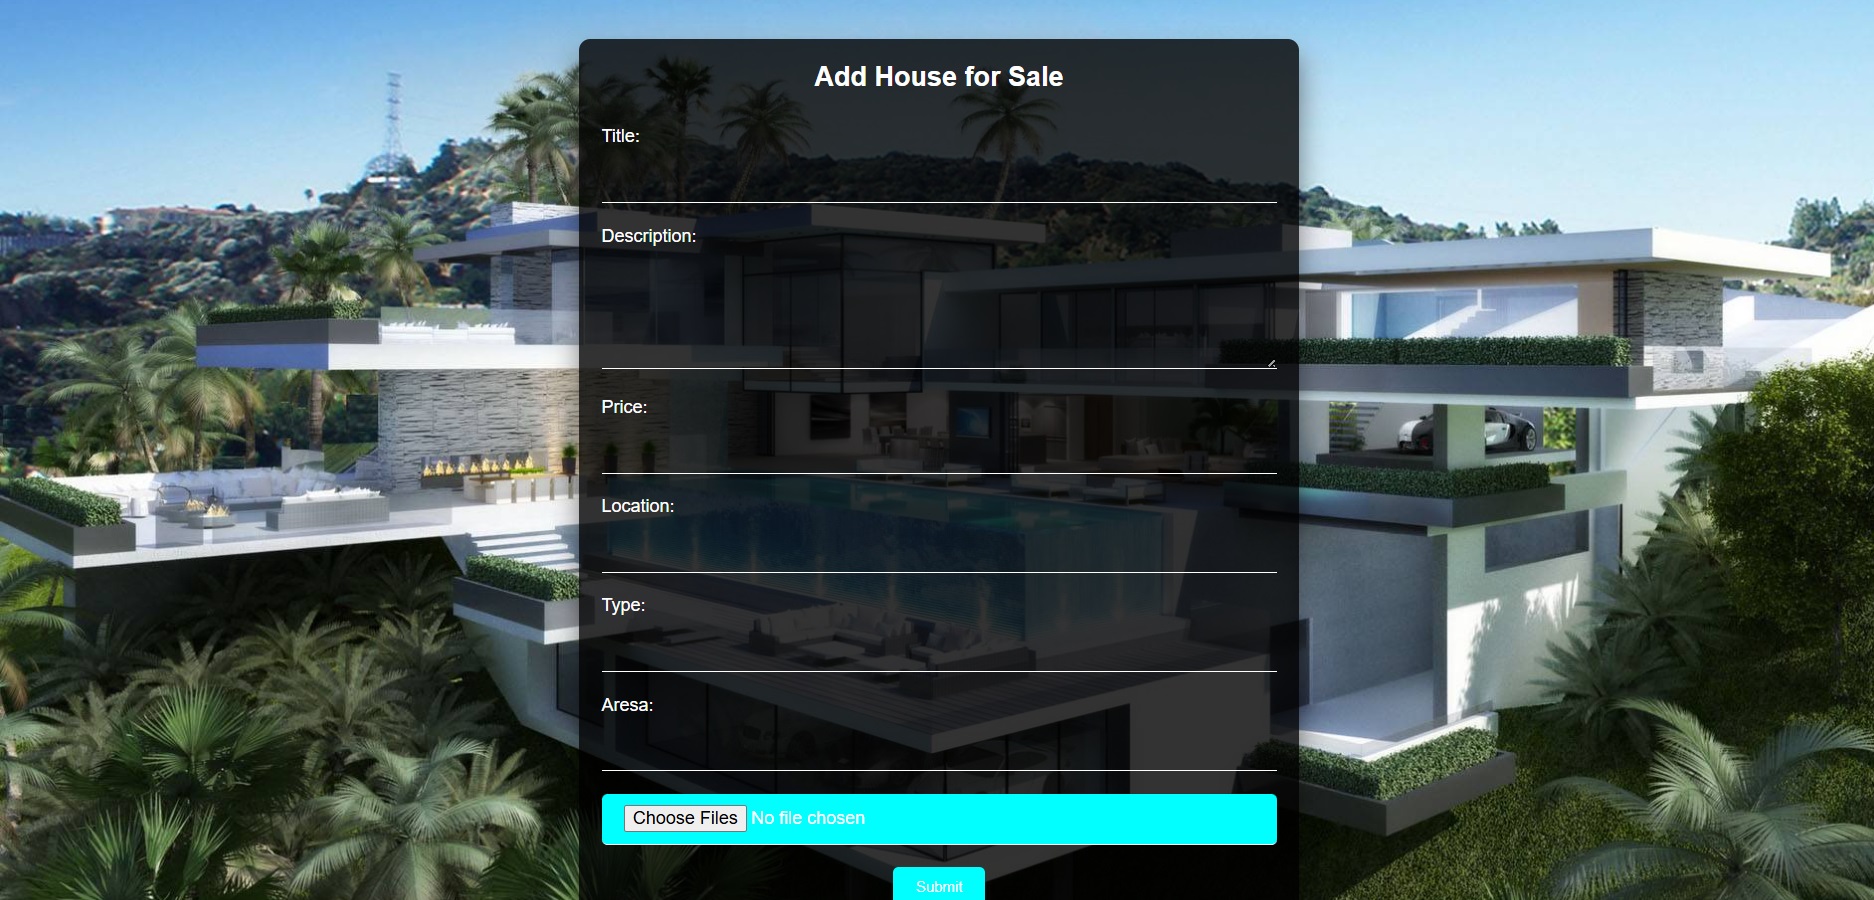 Add House for Sale
Title:
Description:
Price:
Location:
Type:
Aresa:
Choose Files No file chosen
Submit